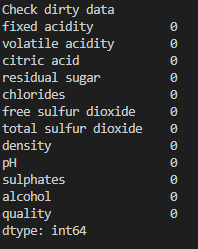 Check dirty data
fixed acidity 0
volatile acidity 0
citric acid 0
residual sugar 0
chlorides 0
free sulfur dioxide 0
total sulfur dioxide 0
density 0
pH 0
sulphates 0
alcohol 0
quality 0
dtype: int64